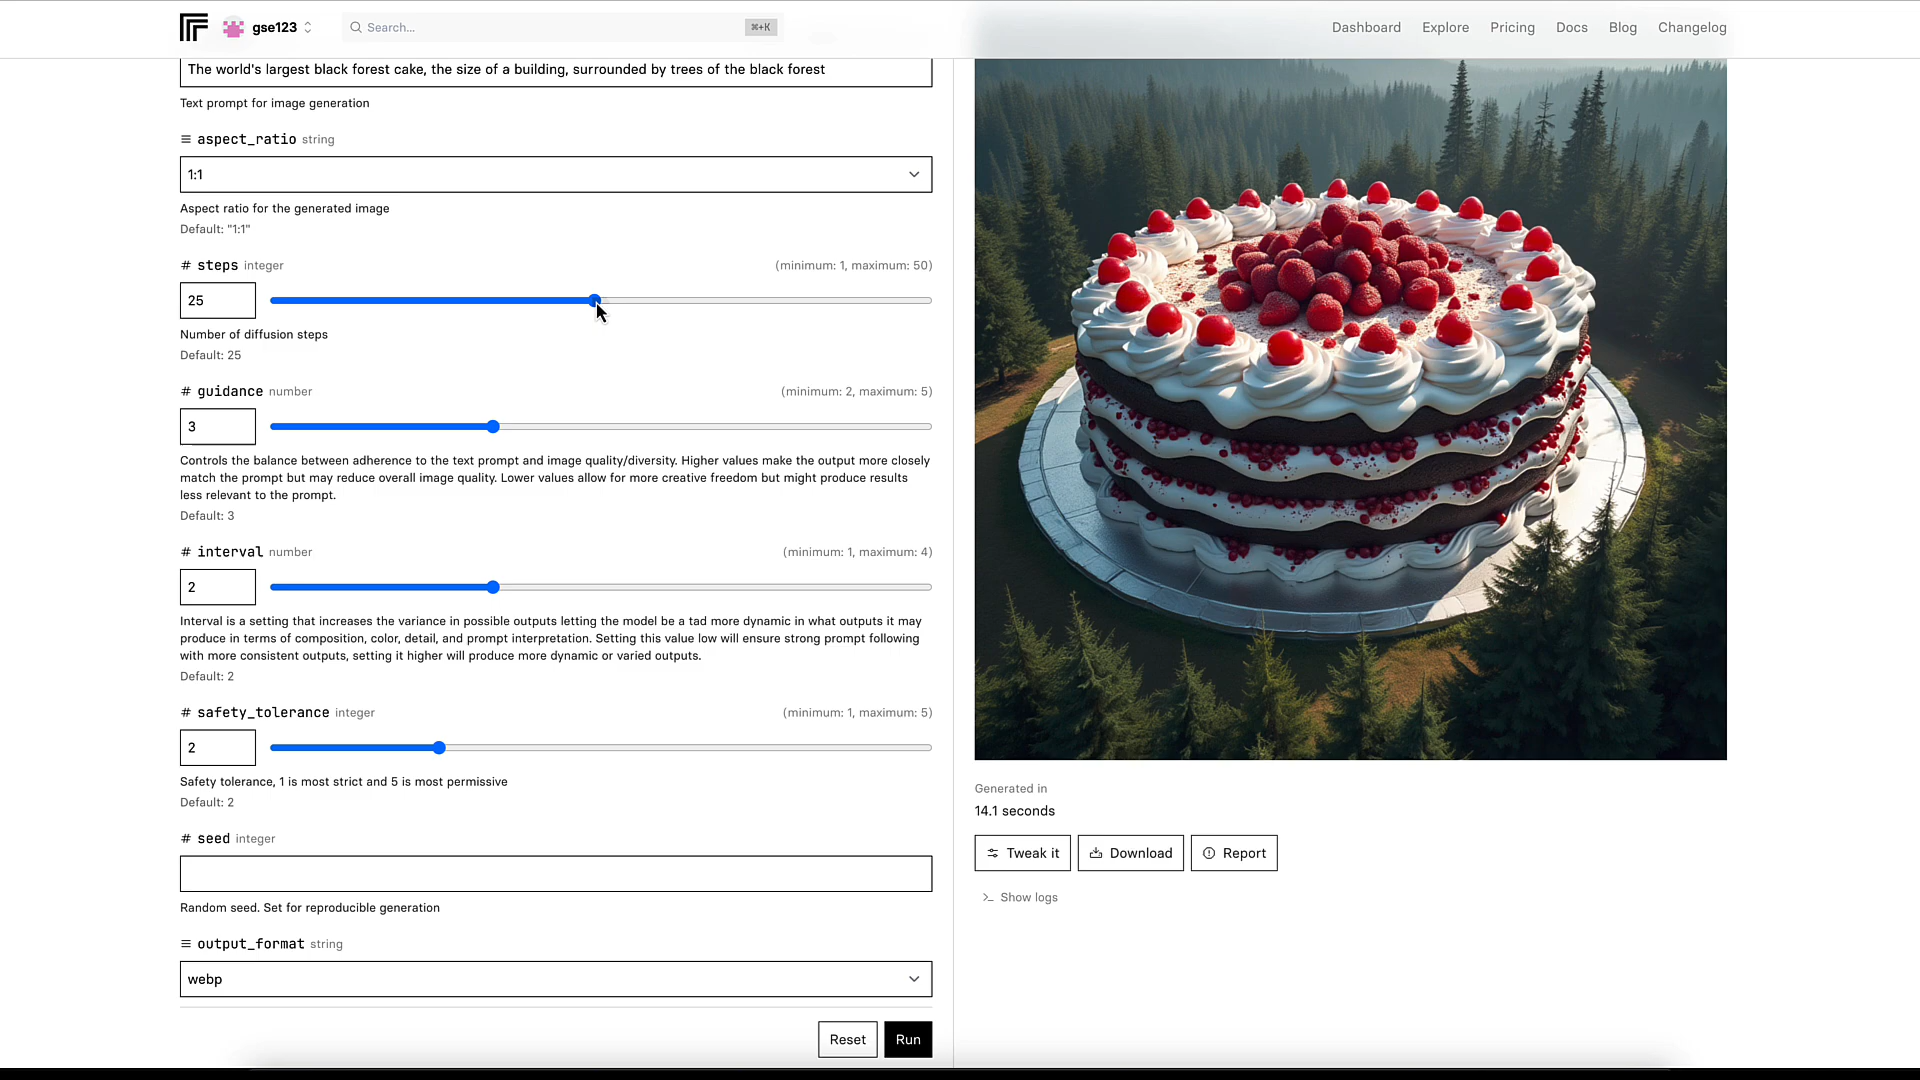 gse123
Search...
⌘+K
Dashboard
Explore
Pricing
Docs
Blog
Changelog
The world's largest black forest cake, the size of a building, surrounded by trees of the black forest
Text prompt for image generation
aspect_ratio string
1:1
Aspect ratio for the generated image
Default: "1:1"
# steps integer (minimum: 1, maximum: 50)
25
Number of diffusion steps
Default: 25
# guidance number (minimum: 2, maximum: 5)
3
Controls the balance between adherence to the text prompt and image quality/diversity. Higher values make the output more closely
match the prompt but may reduce overall image quality. Lower values allow for more creative freedom but might produce results
less relevant to the prompt.
Default: 3
# interval number (minimum: 1, maximum: 4)
2
Interval is a setting that increases the variance in possible outputs letting the model be a tad more dynamic in what outputs it may
produce in terms of composition, color, detail, and prompt interpretation. Setting this value low will ensure strong prompt following
with more consistent outputs, setting it higher will produce more dynamic or varied outputs.
Default: 2
# safety_tolerance integer (minimum: 1, maximum: 5)
2
Safety tolerance, 1 is most strict and 5 is most permissive
Default: 2
# seed integer
Random seed. Set for reproducible generation
output_format string
webp
Reset
Run
Generated in
14.1 seconds
Tweak it
Download
Report
Show logs